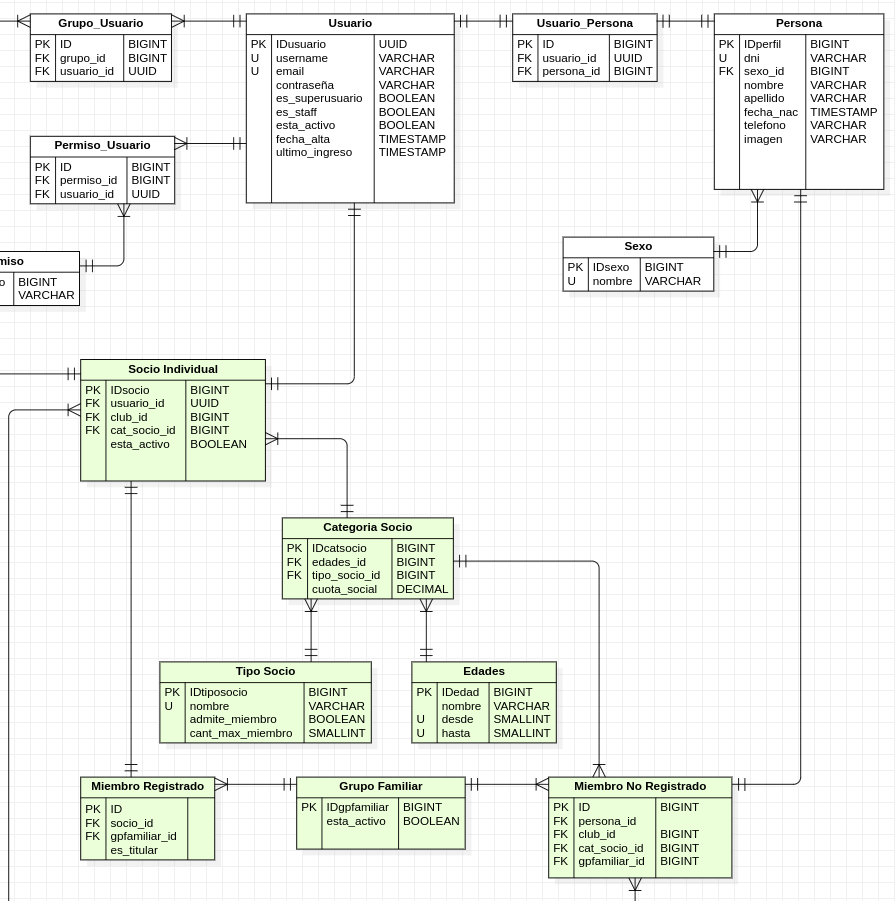 Grupo_Usuario
PK ID BIGINT
FK grupo_id BIGINT
FK usuario_id UUID
Usuario
PK IDusuario UUID
U username VARCHAR
U email VARCHAR
contraseña VARCHAR
es_superusuario BOOLEAN
es_staff BOOLEAN
esta_activo BOOLEAN
fecha_alta TIMESTAMP
ultimo_ingreso TIMESTAMP
Usuario_Persona
PK ID BIGINT
FK usuario_id UUID
FK persona_id BIGINT
Persona
PK IDperfil BIGINT
U dni VARCHAR
FK sexo_id BIGINT
nombre VARCHAR
apellido VARCHAR
fecha_nac TIMESTAMP
telefono VARCHAR
imagen VARCHAR
Permiso_Usuario
PK ID BIGINT
FK permiso_id BIGINT
FK usuario_id UUID
miso
o BIGINT
VARCHAR
Sexo
PK IDsexo BIGINT
U nombre VARCHAR
Socio Individual
PK IDsocio BIGINT
FK usuario_id UUID
FK club_id BIGINT
FK cat_socio_id BIGINT
esta_activo BOOLEAN
Categoria Socio
PK IDcatsocio BIGINT
FK edades_id BIGINT
FK tipo_socio_id BIGINT
cuota_social DECIMAL
Tipo Socio
PK IDtiposocio BIGINT
U nombre VARCHAR
admite_miembro BOOLEAN
cant_max_miembro SMALLINT
Edades
PK IDedad BIGINT
nombre VARCHAR
U desde SMALLINT
U hasta SMALLINT
Miembro Registrado
PK ID
FK socio_id
FK gpfamiliar_id
es_titular
Grupo Familiar
PK IDgpfamiliar BIGINT
esta_activo BOOLEAN
Miembro No Registrado
PK ID BIGINT
FK persona_id
FK club_id BIGINT
FK cat_socio_id BIGINT
FK gpfamiliar_id BIGINT